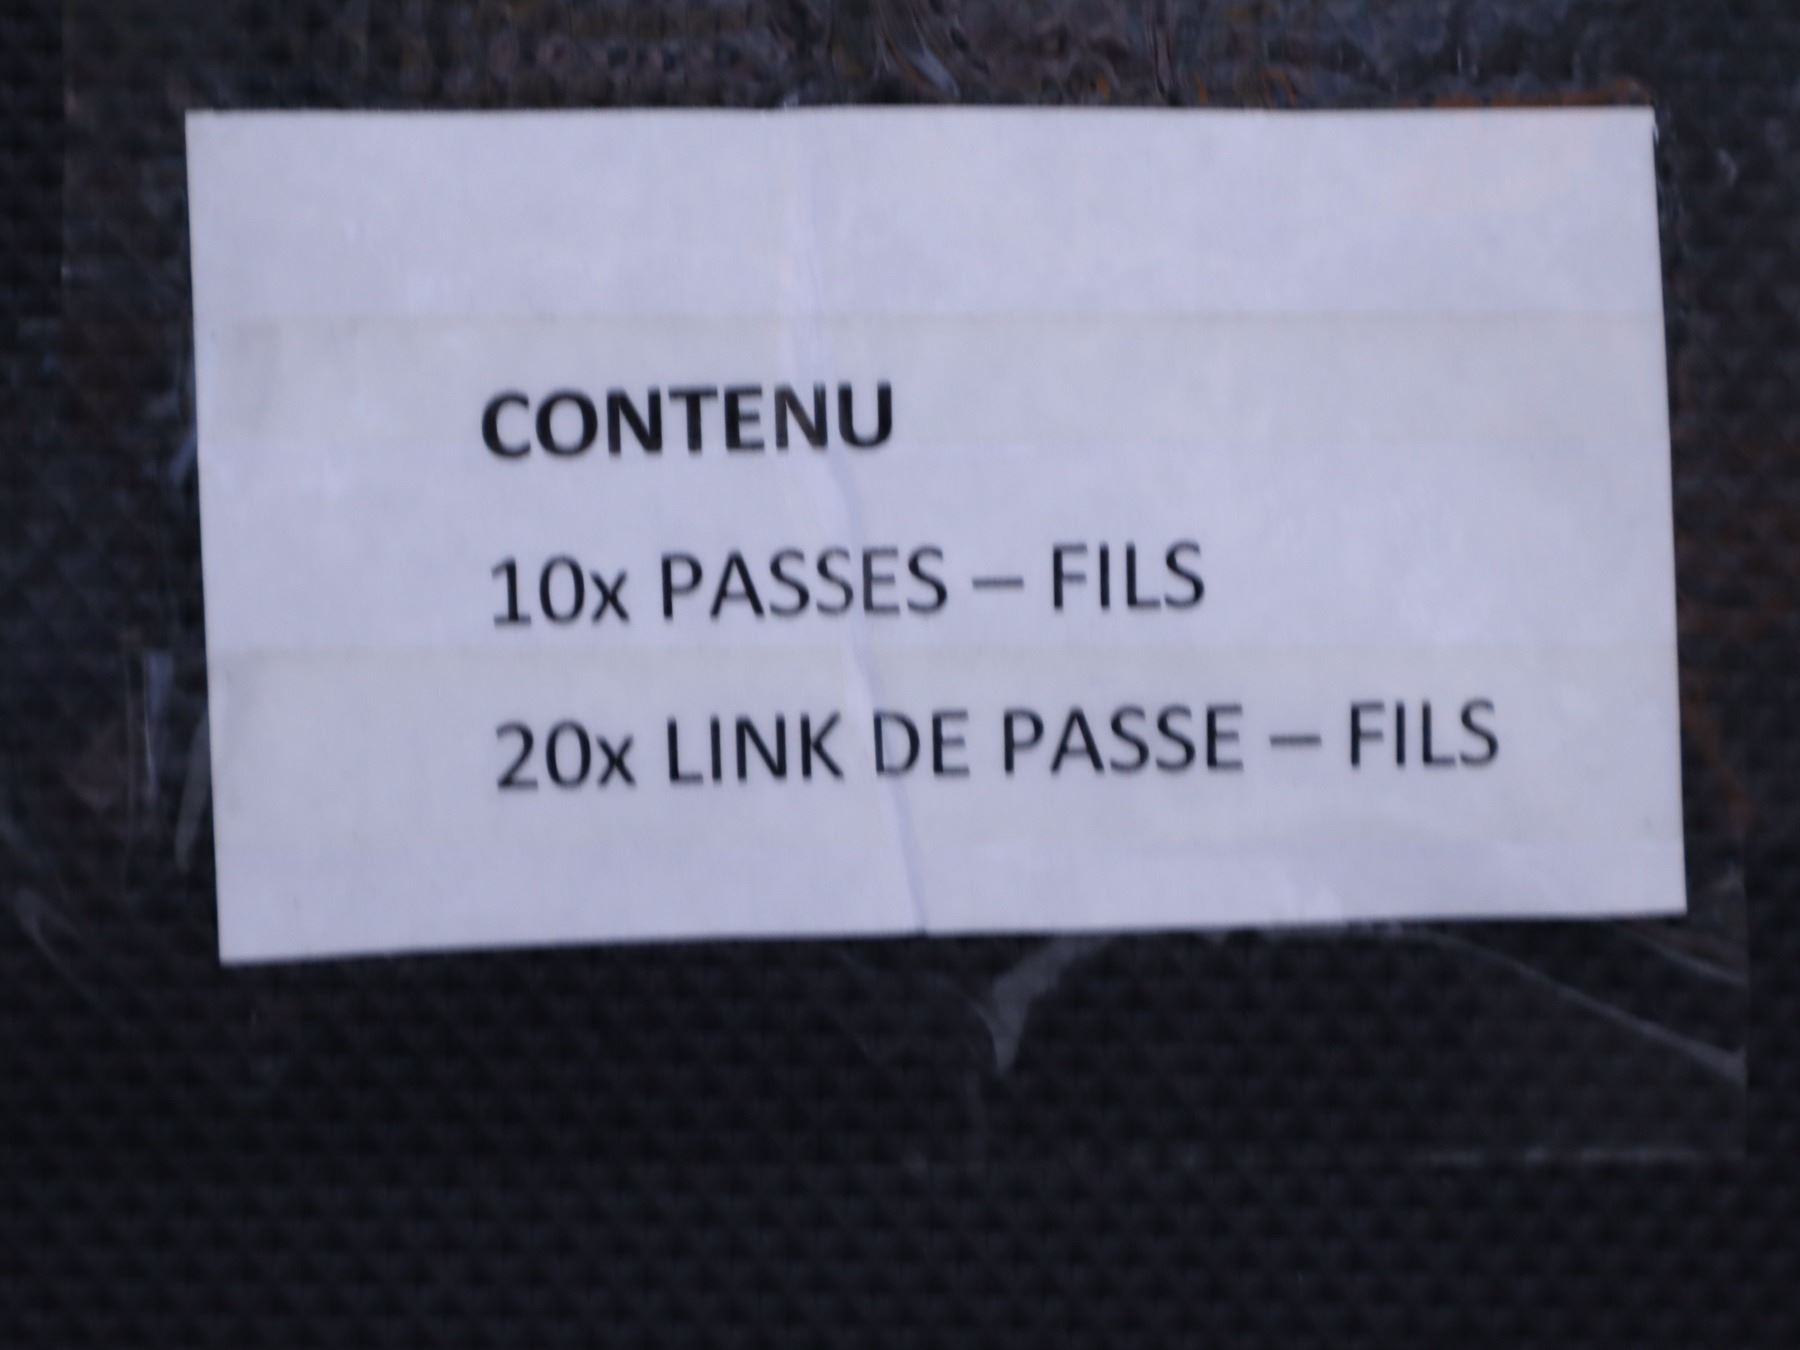 CONTENU
10x PASSES – FILS
20x LINK DE PASSE – FILS